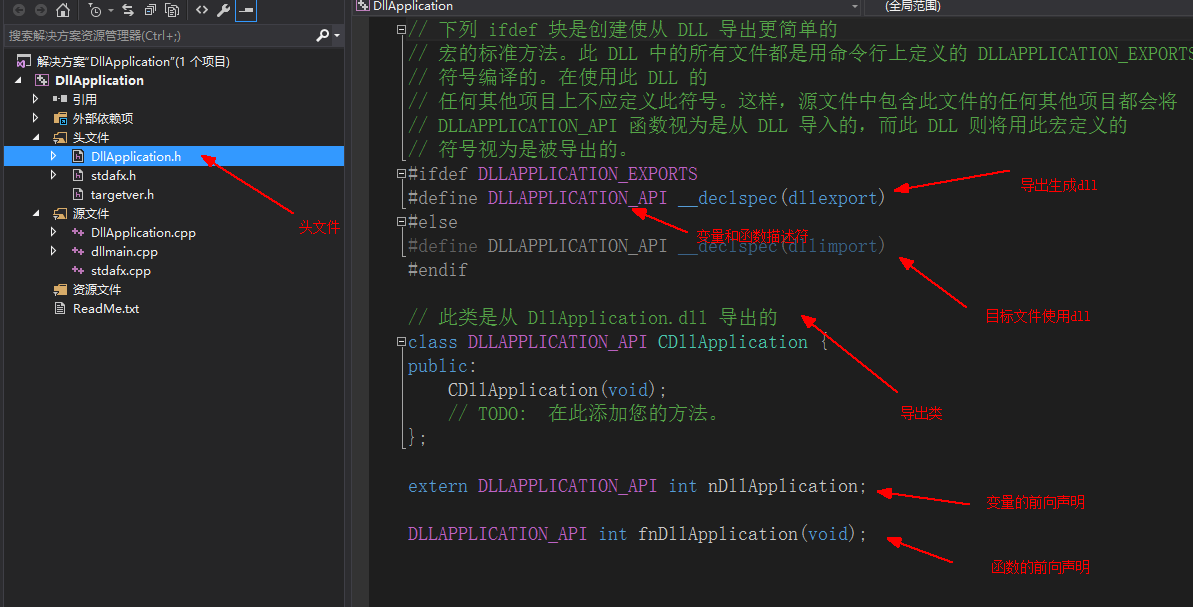 DllApplication
(全局范围)
搜索解决方案资源管理器(Ctrl+;)
解决方案"DllApplication"(1 个项目)
DllApplication
引用
外部依赖项
头文件
DllApplication.h
stdafx.h
targetver.h
源文件
DllApplication.cpp
dllmain.cpp
stdafx.cpp
资源文件
ReadMe.txt
头文件
// 下列 ifdef 块是创建使从 DLL 导出更简单的
// 宏的标准方法。此 DLL 中的所有文件都是用命令行上定义的 DLLAPPLICATION_EXPORTS
// 符号编译的。在使用此 DLL 的
// 任何其他项目上不应定义此符号。这样，源文件中包含此文件的任何其他项目都会将
// DLLAPPLICATION_API 函数视为是从 DLL 导入的，而此 DLL 则将用此宏定义的
// 符号视为是被导出的。
#ifdef DLLAPPLICATION_EXPORTS
#define DLLAPPLICATION_API __declspec(dllexport)
导出生成dll
#else
变量和函数描述符
#define DLLAPPLICATION_API __declspec(dllimport)
#endif
目标文件使用dll
// 此类是从 DllApplication.dll 导出的
class DLLAPPLICATION_API CDllApplication {
public:
CDllApplication(void);
// TODO: 在此添加您的方法。
导出类
};
extern DLLAPPLICATION_API int nDllApplication;
变量的前向声明
DLLAPPLICATION_API int fnDllApplication(void);
函数的前向声明